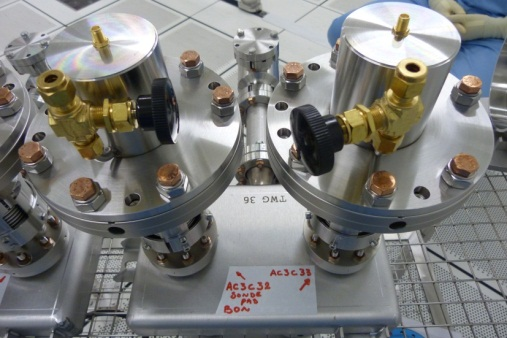 TWG 36
AC3C33
AC3C32
SONDE
PAS
BON